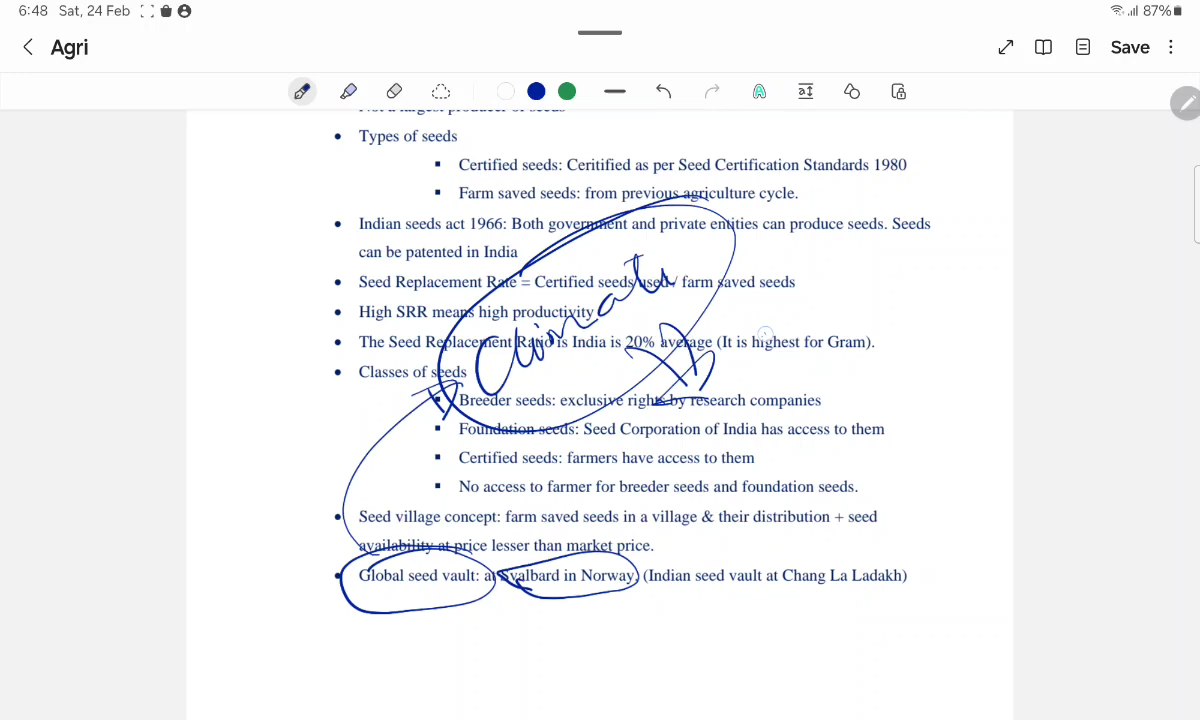 6:48 Sat, 24 Feb 87%
Agri Save
Not a largest producer of seeds
• Types of seeds
▪ Certified seeds: Ceritified as per Seed Certification Standards 1980
▪ Farm saved seeds: from previous agriculture cycle.
• Indian seeds act 1966: Both government and private entities can produce seeds. Seeds
can be patented in India
• Seed Replacement Rate = Certified seeds used/ farm saved seeds
• High SRR means high productivity
• The Seed Replacement Ratio is India is 20% average (It is highest for Gram).
• Classes of seeds
▪ Breeder seeds: exclusive rights by research companies
▪ Foundation seeds: Seed Corporation of India has access to them
▪ Certified seeds: farmers have access to them
▪ No access to farmer for breeder seeds and foundation seeds.
• Seed village concept: farm saved seeds in a village & their distribution + seed
availability at price lesser than market price.
• Global seed vault: at Svalbard in Norway. (Indian seed vault at Chang La Ladakh)
Climate